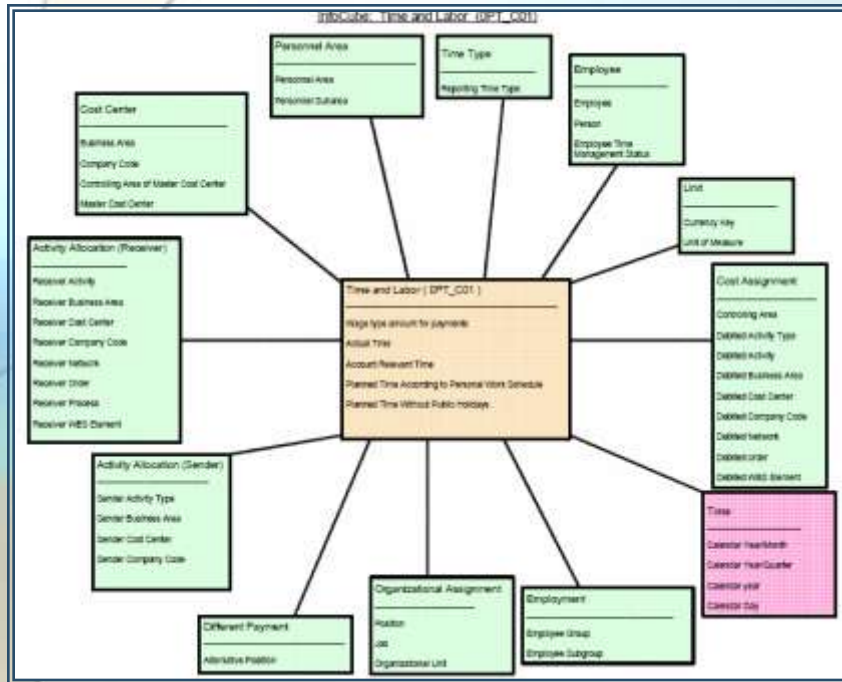 InfoCube: Time and Labor (0PT_C01)
Personnel Area
Personnel Area
Personnel Subarea
Time Type
Reporting Time Type
Employee
Employee
Person
Employee Time
Management Status
Cost Center
Business Area
Company Code
Controlling Area of Master Cost Center
Master Cost Center
Unit
Currency Key
Unit of Measure
Activity Allocation (Receiver)
Receiver Activity
Receiver Business Area
Receiver Cost Center
Receiver Company Code
Receiver Network
Receiver Order
Receiver Process
Receiver WBS Element
Time and Labor ( 0PT_C01 )
Wage type amount for payments
Actual Time
Account Relevant Time
Planned Time According to Personal Work Schedule
Planned Time Without Public Holidays
Cost Assignment
Controlling Area
Debited Activity Type
Debited Activity
Debited Business Area
Debited Cost Center
Debited Company Code
Debited Network
Debited order
Debited WBS Element
Activity Allocation (Sender)
Sender Activity Type
Sender Business Area
Sender Cost Center
Sender Company Code
Time
Calendar Year/Month
Calendar Year/Quarter
Calendar year
Calendar Day
Different Payment
Alternative Position
Organizational Assignment
Position
Job
Organizational Unit
Employment
Employee Group
Employee Subgroup